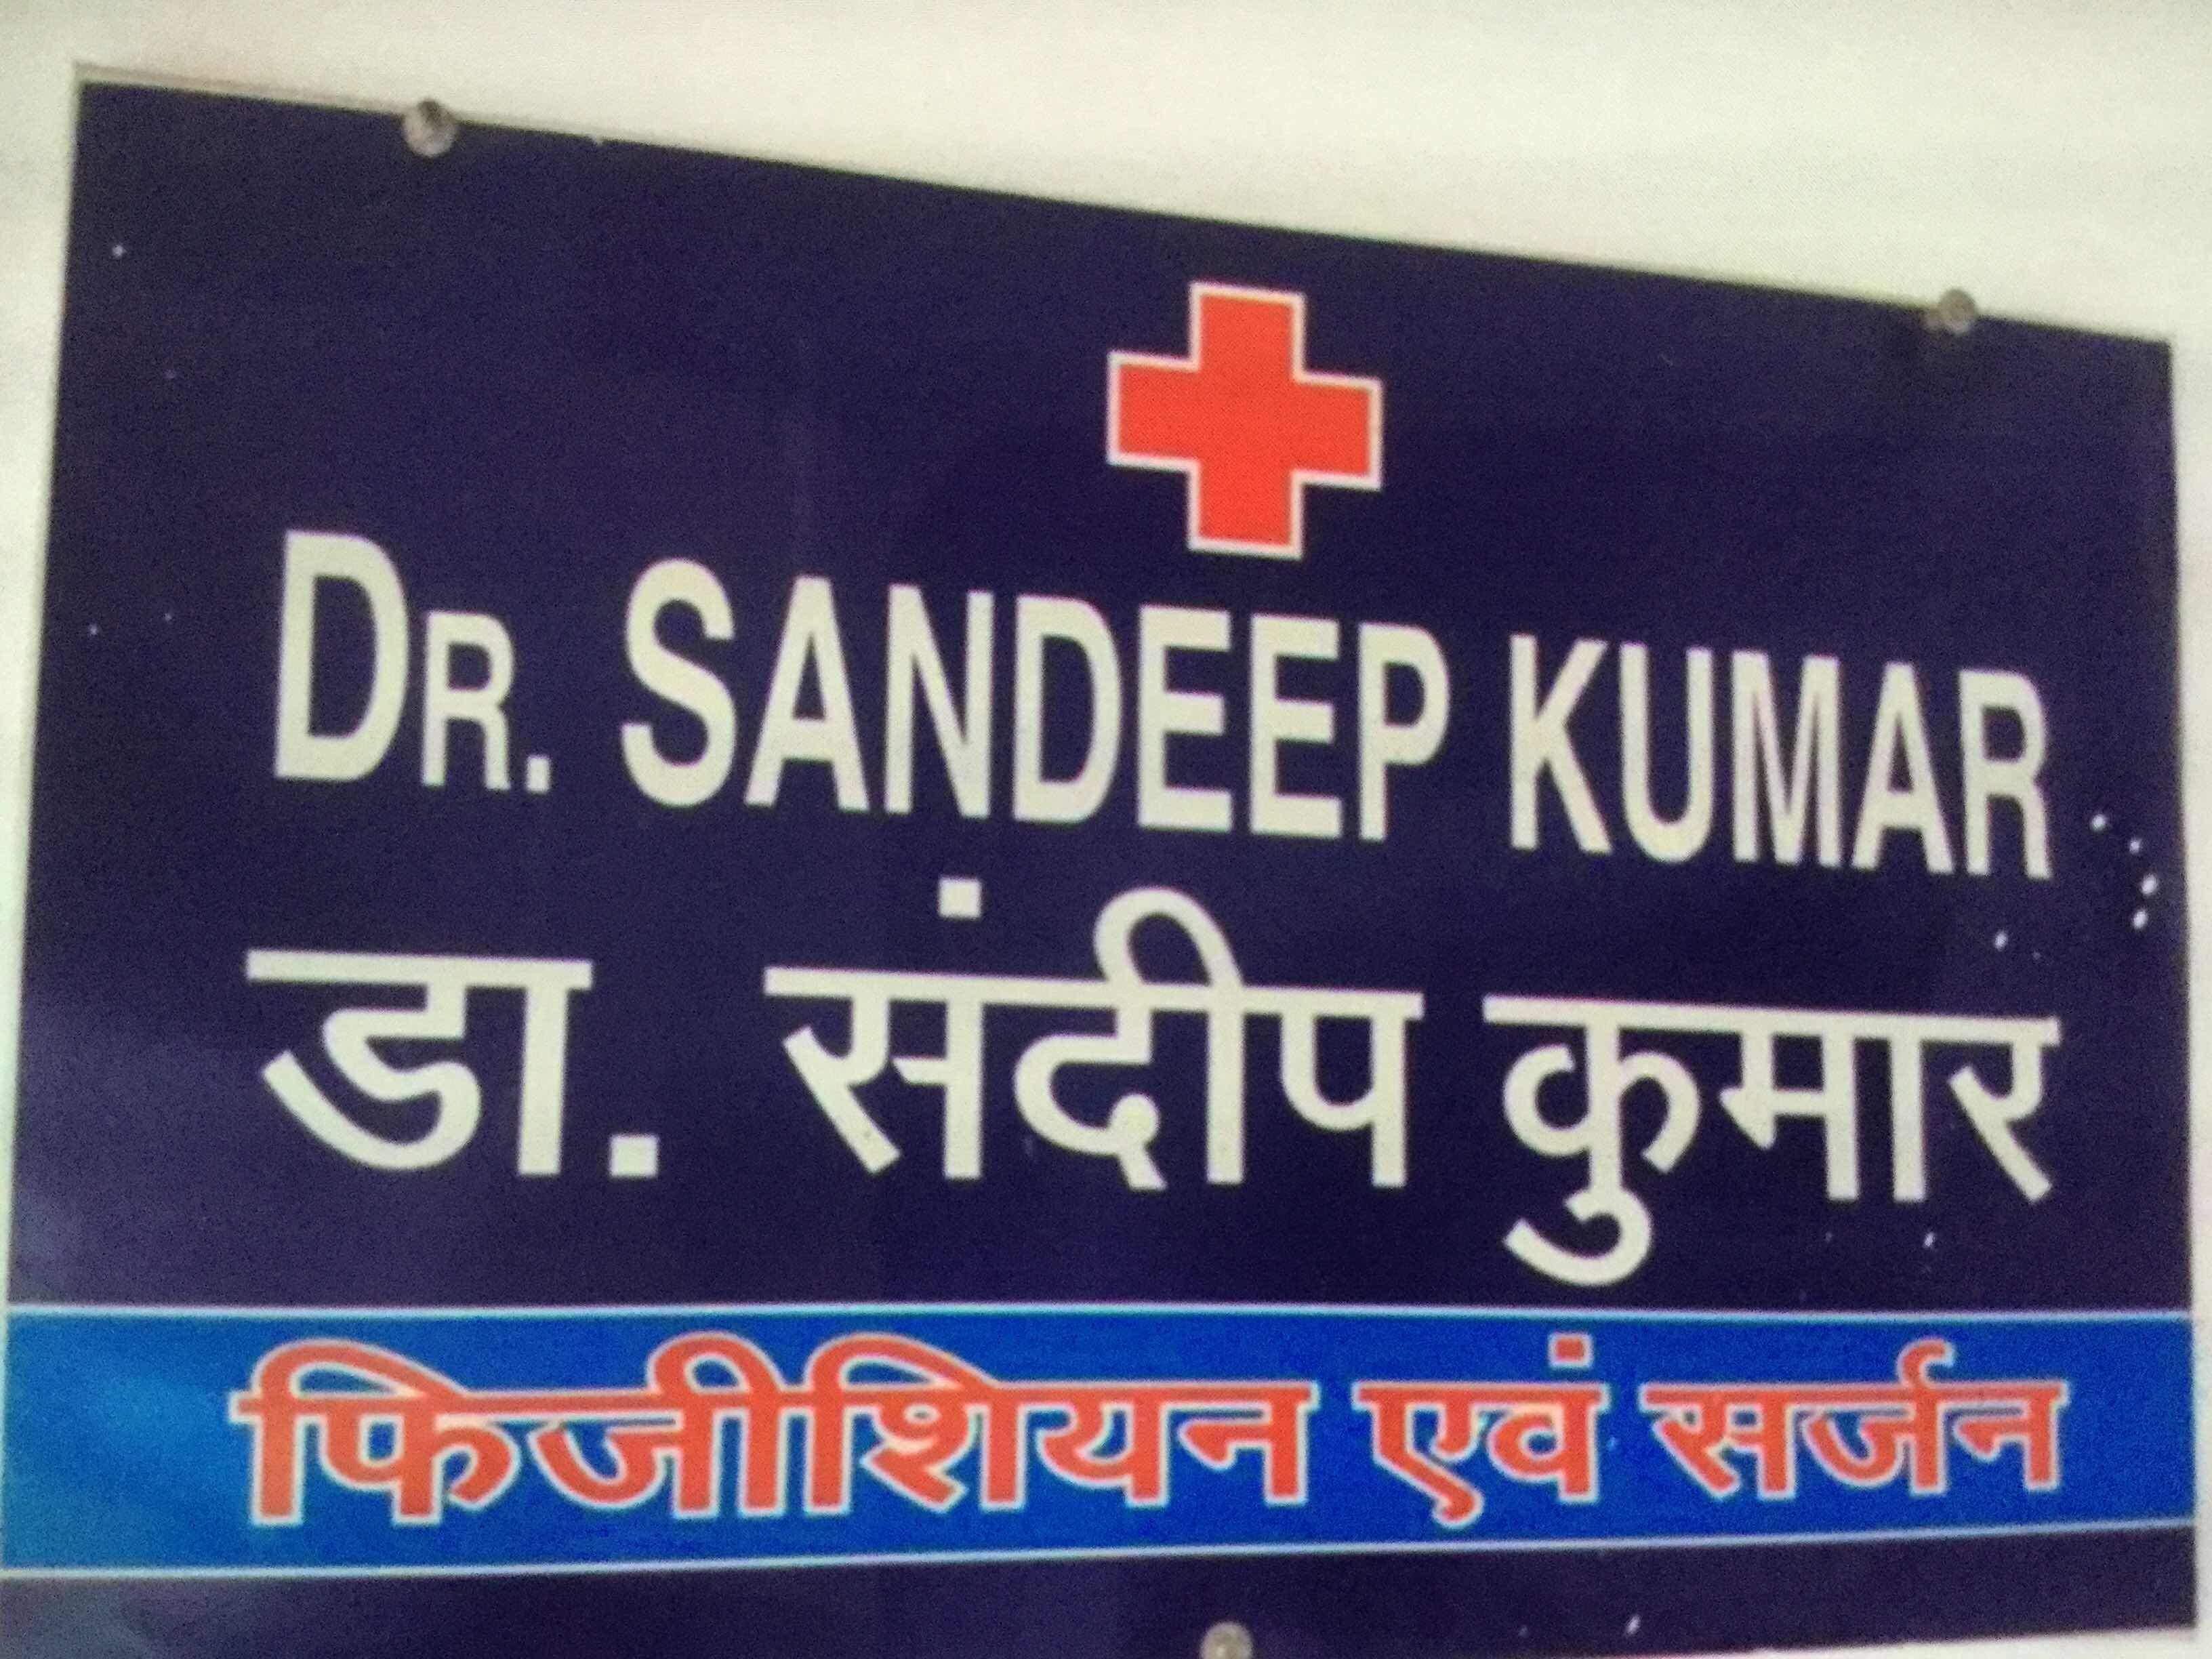 DR. SANDEEP KUMAR
डा. संदीप कुमार
फिजीशियन एवं सर्जन